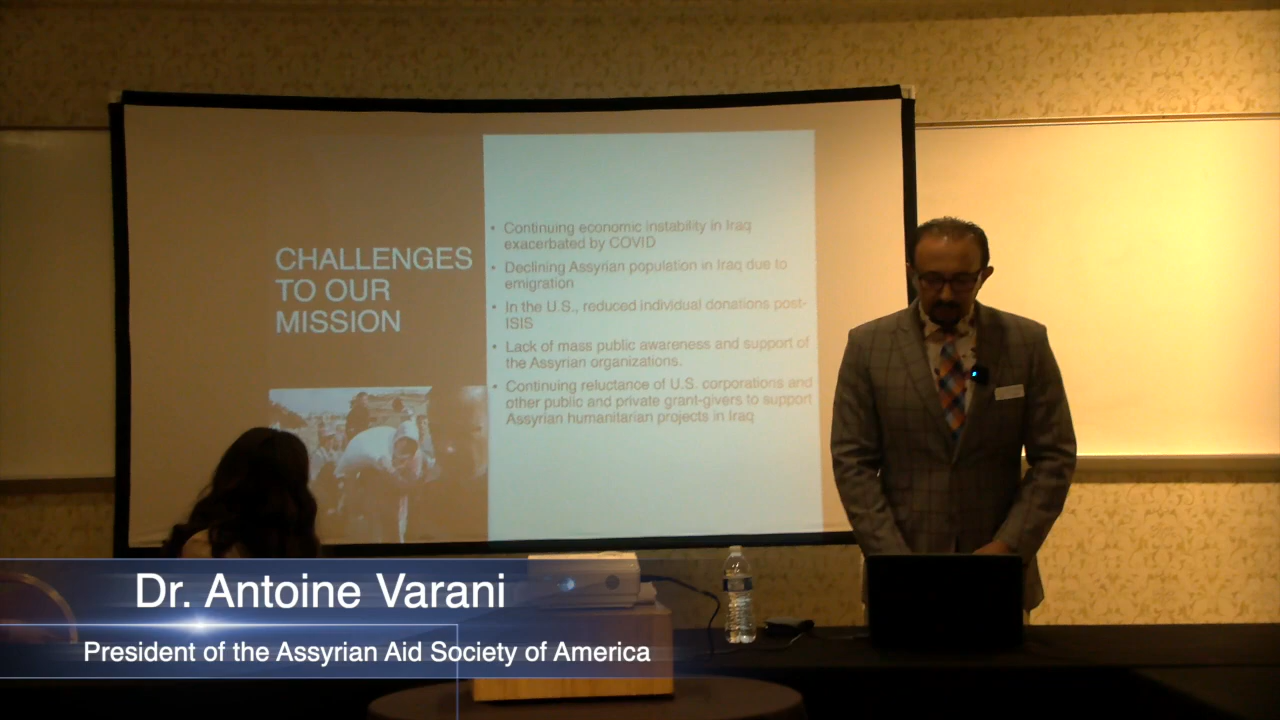 CHALLENGES
TO OUR
MISSION
• Continuing economic instability in Iraq
exacerbated by COVID
• Declining Assyrian population in Iraq due to
emigration
• In the U.S., reduced individual donations post-
ISIS
• Lack of mass public awareness and support of
the Assyrian organizations.
• Continuing reluctance of U.S. corporations and
other public and private grant-givers to support
Assyrian humanitarian projects in Iraq
Dr. Antoine Varani
President of the Assyrian Aid Society of America